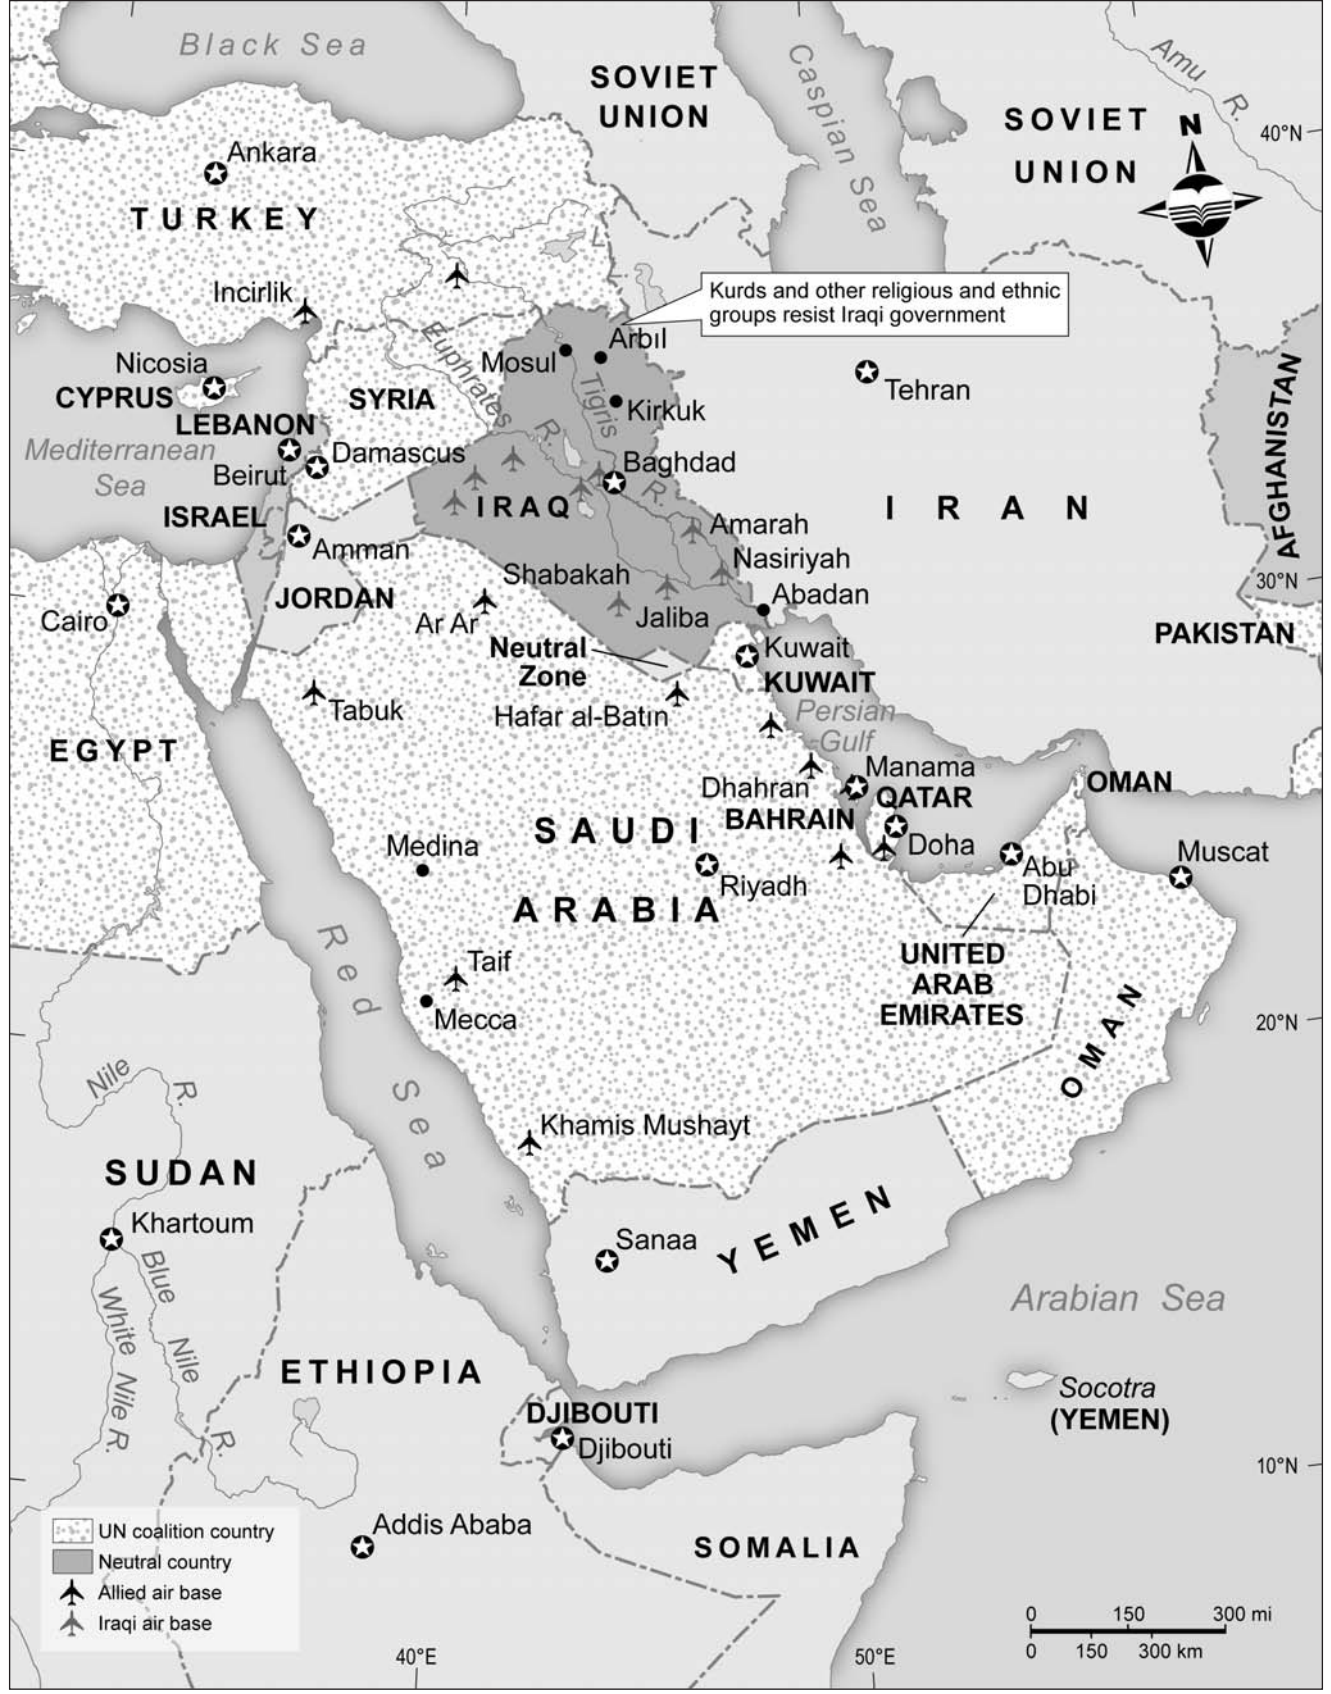 Black Sea
SOVIET
UNION
Caspian Sea
SOVIET
UNION
Amu R.
N
40°N
Ankara
TURKEY
Incirlik
Kurds and other religious and ethnic
groups resist Iraqi government
Nicosia
CYPRUS
LEBANON
SYRIA
Euphrates R.
Mosul
Arbıl
Tigris R.
Kirkuk
Tehran
Mediterranean
Sea
Beirut
Damascus
Baghdad
ISRAEL
IRAQ
IRAN
AFGHANISTAN
Amman
Amarah
Nasiriyah
Shabakah
30°N
Cairo
JORDAN
Ar Ar
Jaliba
Abadan
PAKISTAN
Neutral
Zone
Kuwait
KUWAIT
Tabuk
Hafar al-Batın
Persian
Gulf
EGYPT
Dhahran
Manama
OMAN
BAHRAIN
QATAR
SAUDI
ARABIA
Medina
Riyadh
Doha
Abu
Dhabi
Muscat
Red Sea
Taif
Mecca
UNITED
ARAB
EMIRATES
OMAN
20°N
Nile R.
Khamis Mushayt
SUDAN
Khartoum
Sanaa
YEMEN
Blue Nile R.
White Nile R.
Arabian Sea
ETHIOPIA
Socotra
(YEMEN)
DJIBOUTI
Djibouti
10°N
Addis Ababa
SOMALIA
UN coalition country
Neutral country
Allied air base
Iraqi air base
0 150 300 mi
0 150 300 km
40°E
50°E